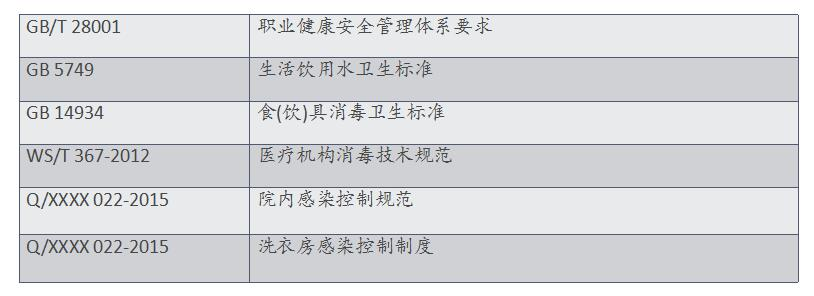 GB/T 28001 职业健康安全管理体系要求
GB 5749 生活饮用水卫生标准
GB 14934 食(饮)具消毒卫生标准
WS/T 367-2012 医疗机构消毒技术规范
Q/XXXX 022-2015 院内感染控制规范
Q/XXXX 022-2015 洗衣房感染控制制度